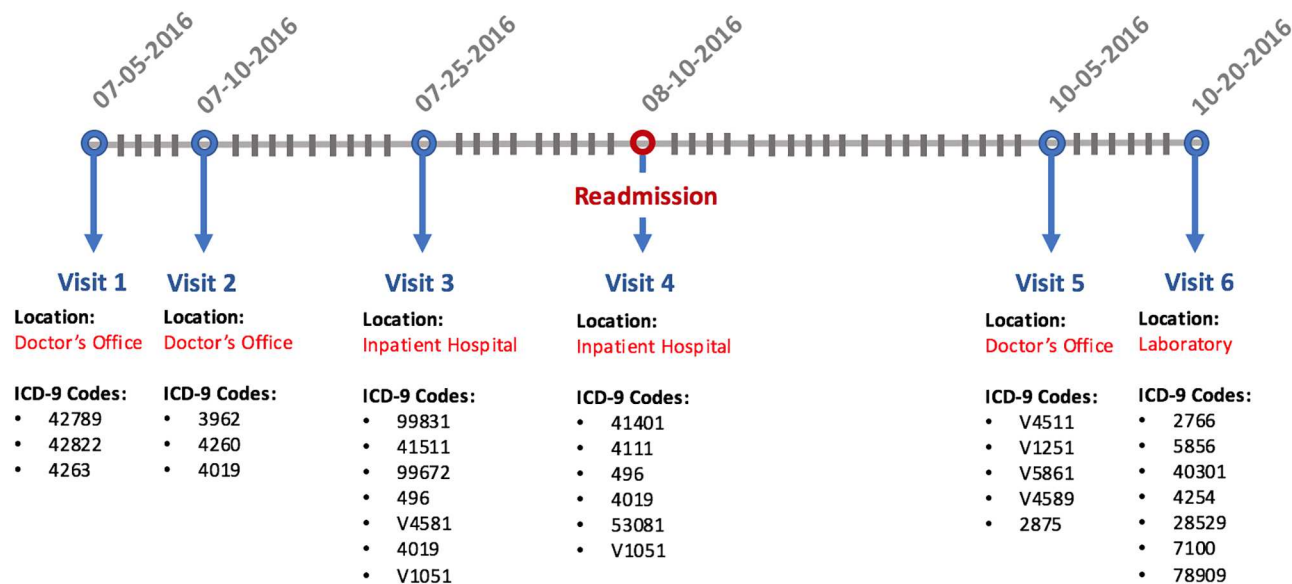 07-05-2016
07-10-2016
07-25-2016
08-10-2016
10-05-2016
10-20-2016
Readmission
Visit 1
Location:
Doctor's Office
ICD-9 Codes:
• 42789
• 42822
• 4263
Visit 2
Location:
Doctor's Office
ICD-9 Codes:
• 3962
• 4260
• 4019
Visit 3
Location:
Inpatient Hospital
ICD-9 Codes:
• 99831
• 41511
• 99672
• 496
• V4581
• 4019
• V1051
Visit 4
Location:
Inpatient Hospital
ICD-9 Codes:
• 41401
• 4111
• 496
• 4019
• 53081
• V1051
Visit 5
Location:
Doctor's Office
ICD-9 Codes:
• V4511
• V1251
• V5861
• V4589
• 2875
Visit 6
Location:
Laboratory
ICD-9 Codes:
• 2766
• 5856
• 40301
• 4254
• 28529
• 7100
• 78909